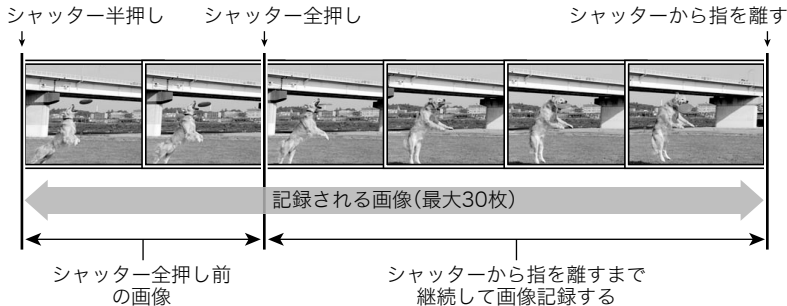 シャッター半押し
シャッター全押し
シャッターから指を離す
記録される画像（最大30枚）
シャッター全押し前
の画像
シャッターから指を離すまで
継続して画像記録する